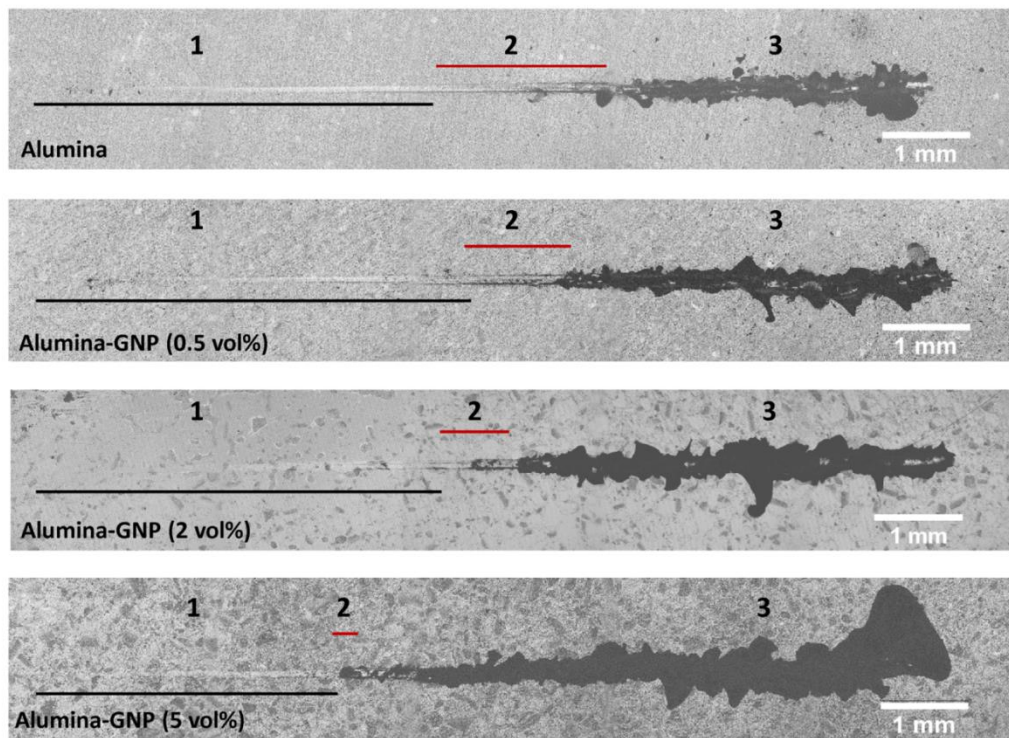 1 2 3
Alumina 1 mm
1 2 3
Alumina-GNP (0.5 vol%) 1 mm
1 2 3
Alumina-GNP (2 vol%) 1 mm
1 2 3
Alumina-GNP (5 vol%) 1 mm